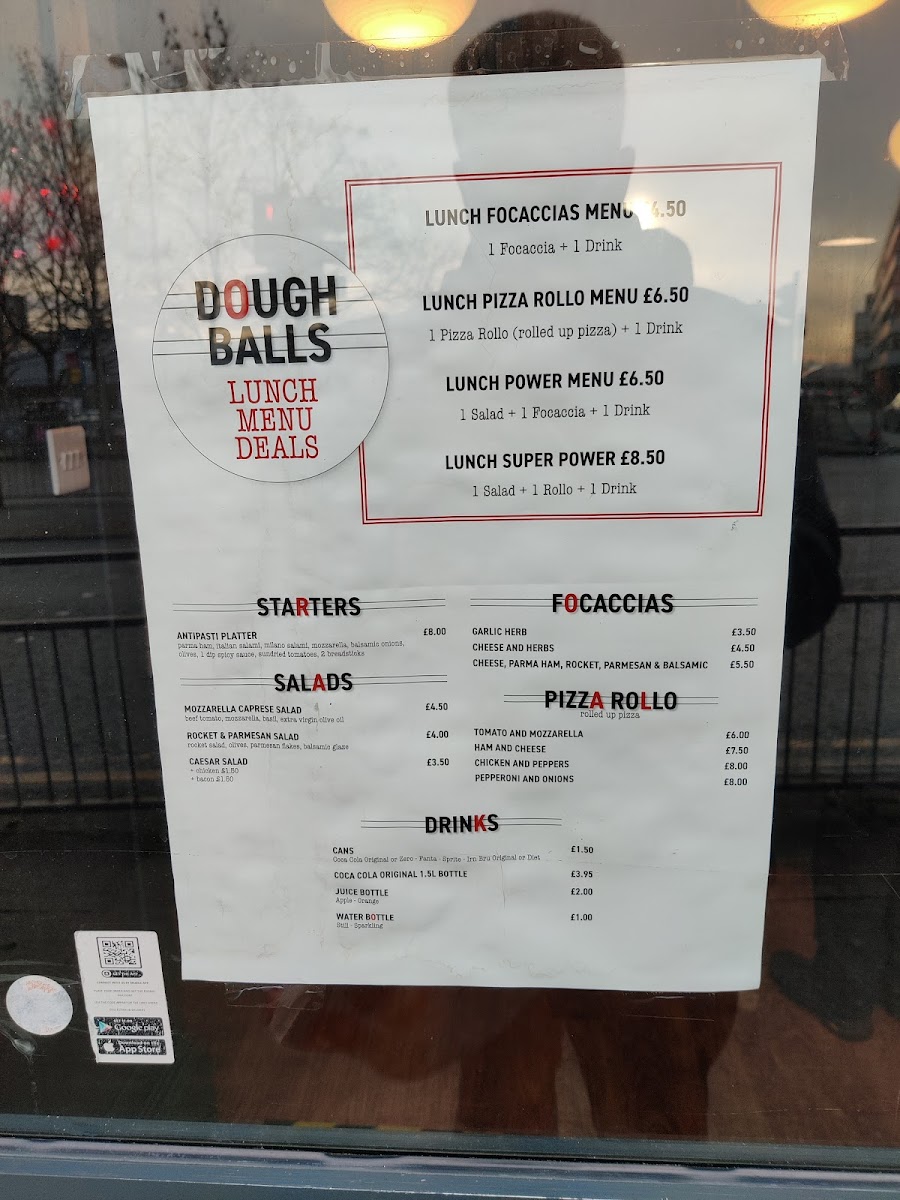 DOUGH
BALLS
LUNCH
MENU
DEALS
LUNCH FOCACCIAS MENU £4.50
1 Focaccia + 1 Drink
LUNCH PIZZA ROLLO MENU £6.50
1 Pizza Rollo (rolled up pizza) + 1 Drink
LUNCH POWER MENU £6.50
1 Salad + 1 Focaccia + 1 Drink
LUNCH SUPER POWER £8.50
1 Salad + 1 Rollo + 1 Drink
STARTERS
ANTIPASTI PLATTER £8.00
parma ham, italian salami, milano salami, mozzarella, balsamic onions,
olives, 1 dip spicy sauce, sundried tomatoes, 2 breadsticks
SALADS
MOZZARELLA CAPRESE SALAD £4.50
beef tomato, mozzarella, basil, extra virgin olive oil
ROCKET & PARMESAN SALAD £4.00
rocket salad, olives, parmesan flakes, balsamic glaze
CAESAR SALAD £3.50
+ chicken £1.50
+ bacon £1.50
FOCACCIAS
GARLIC HERB £3.50
CHEESE AND HERBS £4.50
CHEESE, PARMA HAM, ROCKET, PARMESAN & BALSAMIC £5.50
PIZZA ROLLO
rolled up pizza
TOMATO AND MOZZARELLA £6.00
HAM AND CHEESE £7.50
CHICKEN AND PEPPERS £8.00
PEPPERONI AND ONIONS £8.00
DRINKS
CANS £1.50
Coca Cola Original or Zero - Fanta - Sprite - Irn Bru Original or Diet
COCA COLA ORIGINAL 1.5L BOTTLE £3.95
JUICE BOTTLE £2.00
Apple - Orange
WATER BOTTLE £1.00
Still - Sparkling
Google play
App Store